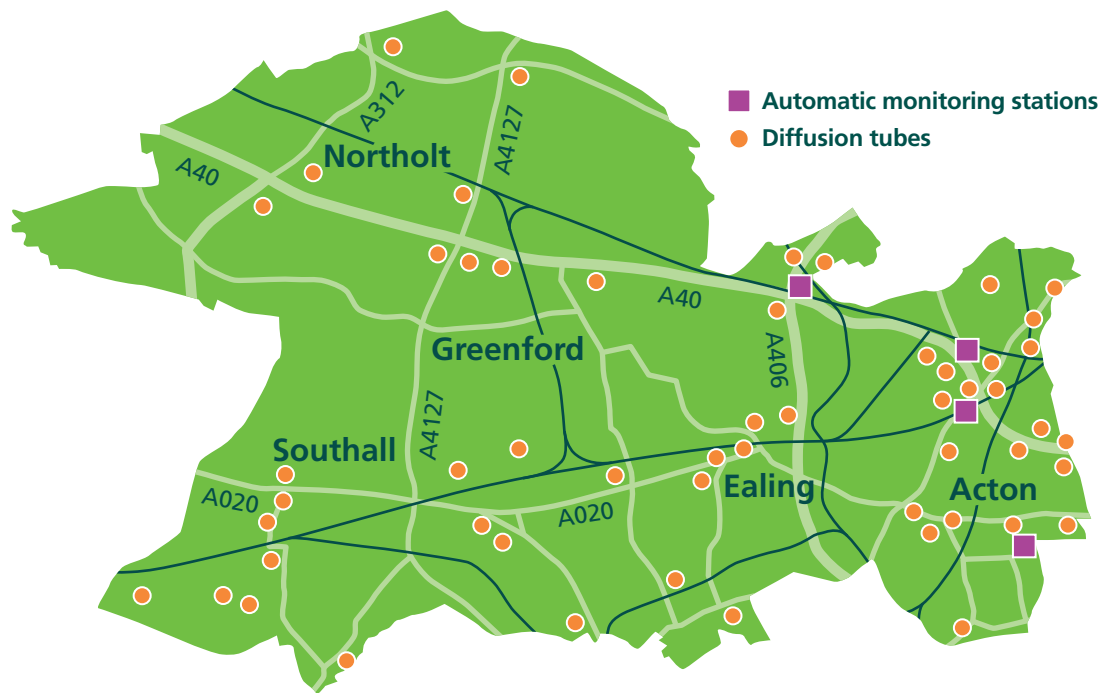 A312
A4127
Automatic monitoring stations
Diffusion tubes
Northolt
A40
A40
Greenford
A406
A4127
Southall
A020
Ealing
Acton
A020